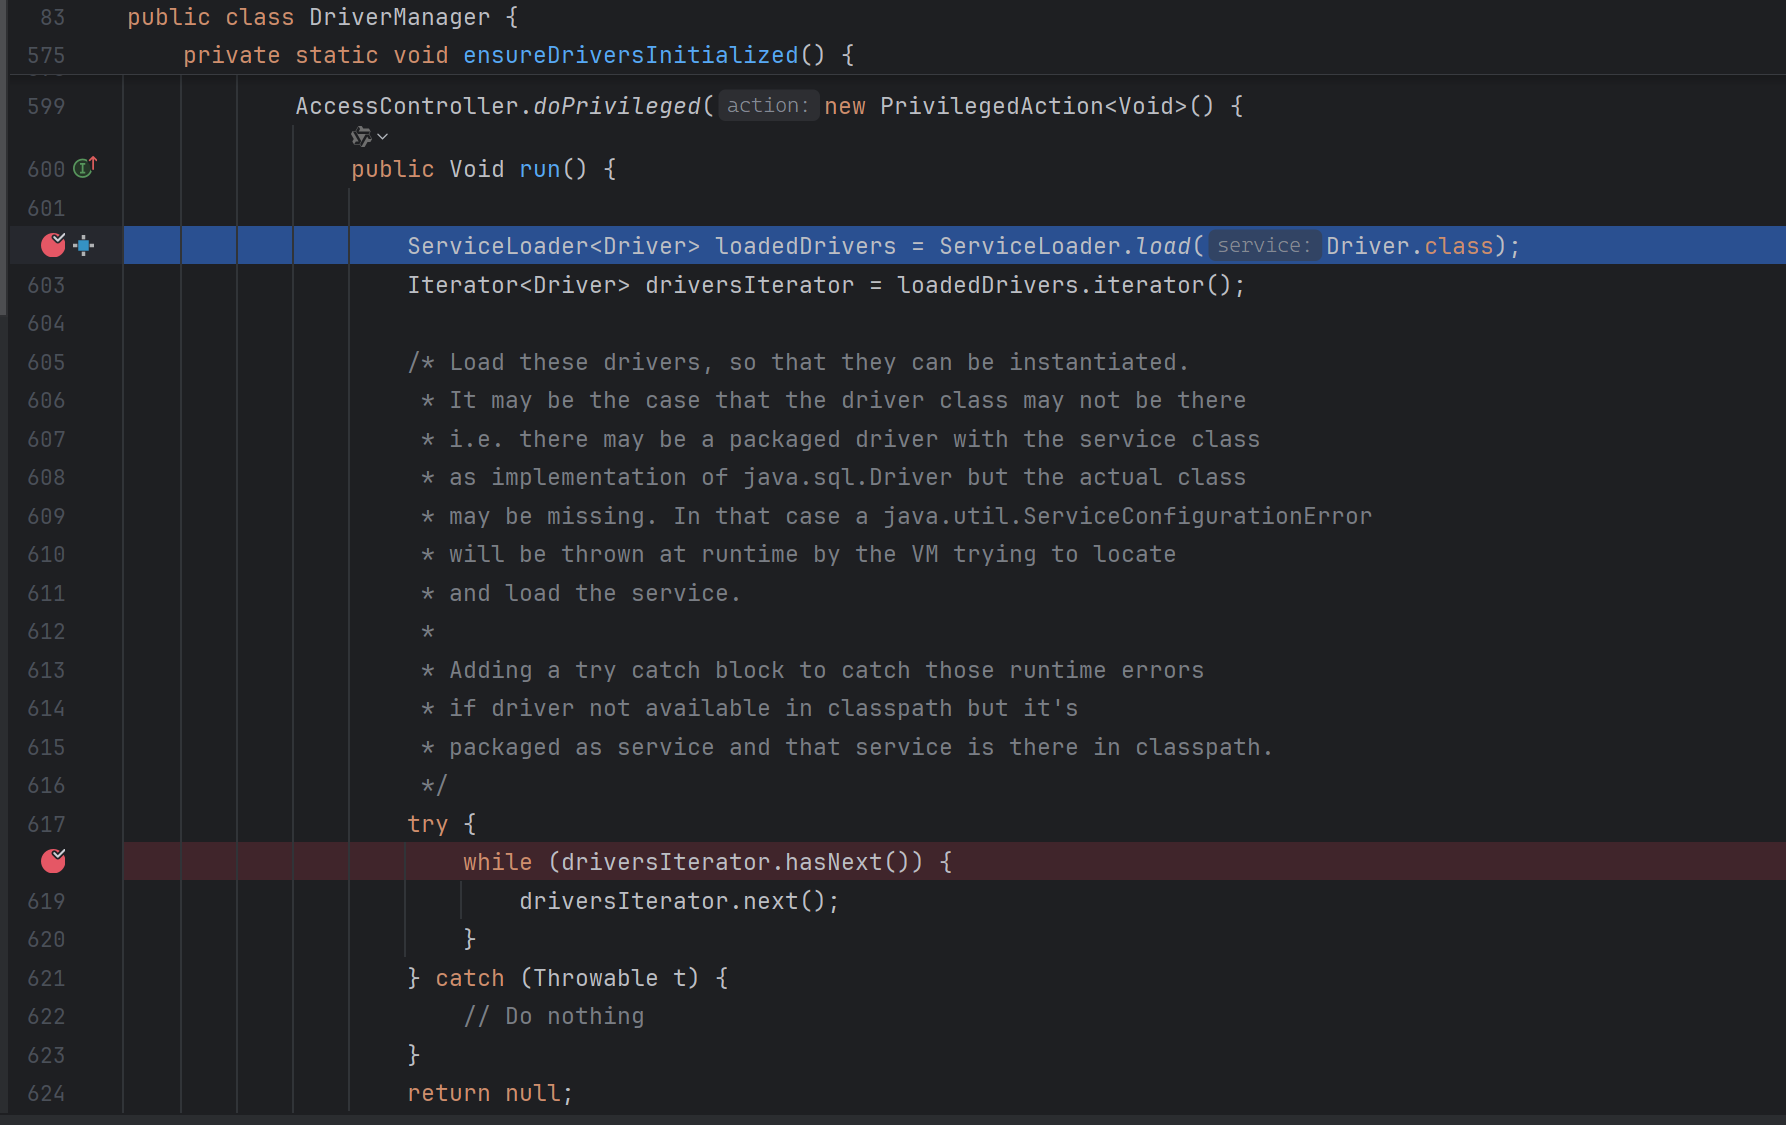 83 public class DriverManager {
575 private static void ensureDriversInitialized() {
599 AccessController.doPrivileged( action: new PrivilegedAction<Void>() {
600 public Void run() {
601
ServiceLoader<Driver> loadedDrivers = ServiceLoader.load( service: Driver.class);
603 Iterator<Driver> driversIterator = loadedDrivers.iterator();
604
605 /* Load these drivers, so that they can be instantiated.
606 * It may be the case that the driver class may not be there
607 * i.e. there may be a packaged driver with the service class
608 * as implementation of java.sql.Driver but the actual class
609 * may be missing. In that case a java.util.ServiceConfigurationError
610 * will be thrown at runtime by the VM trying to locate
611 * and load the service.
612 *
613 * Adding a try catch block to catch those runtime errors
614 * if driver not available in classpath but it's
615 * packaged as service and that service is there in classpath.
616 */
617 try {
while (driversIterator.hasNext()) {
619 driversIterator.next();
620 }
621 } catch (Throwable t) {
622 // Do nothing
623 }
624 return null;